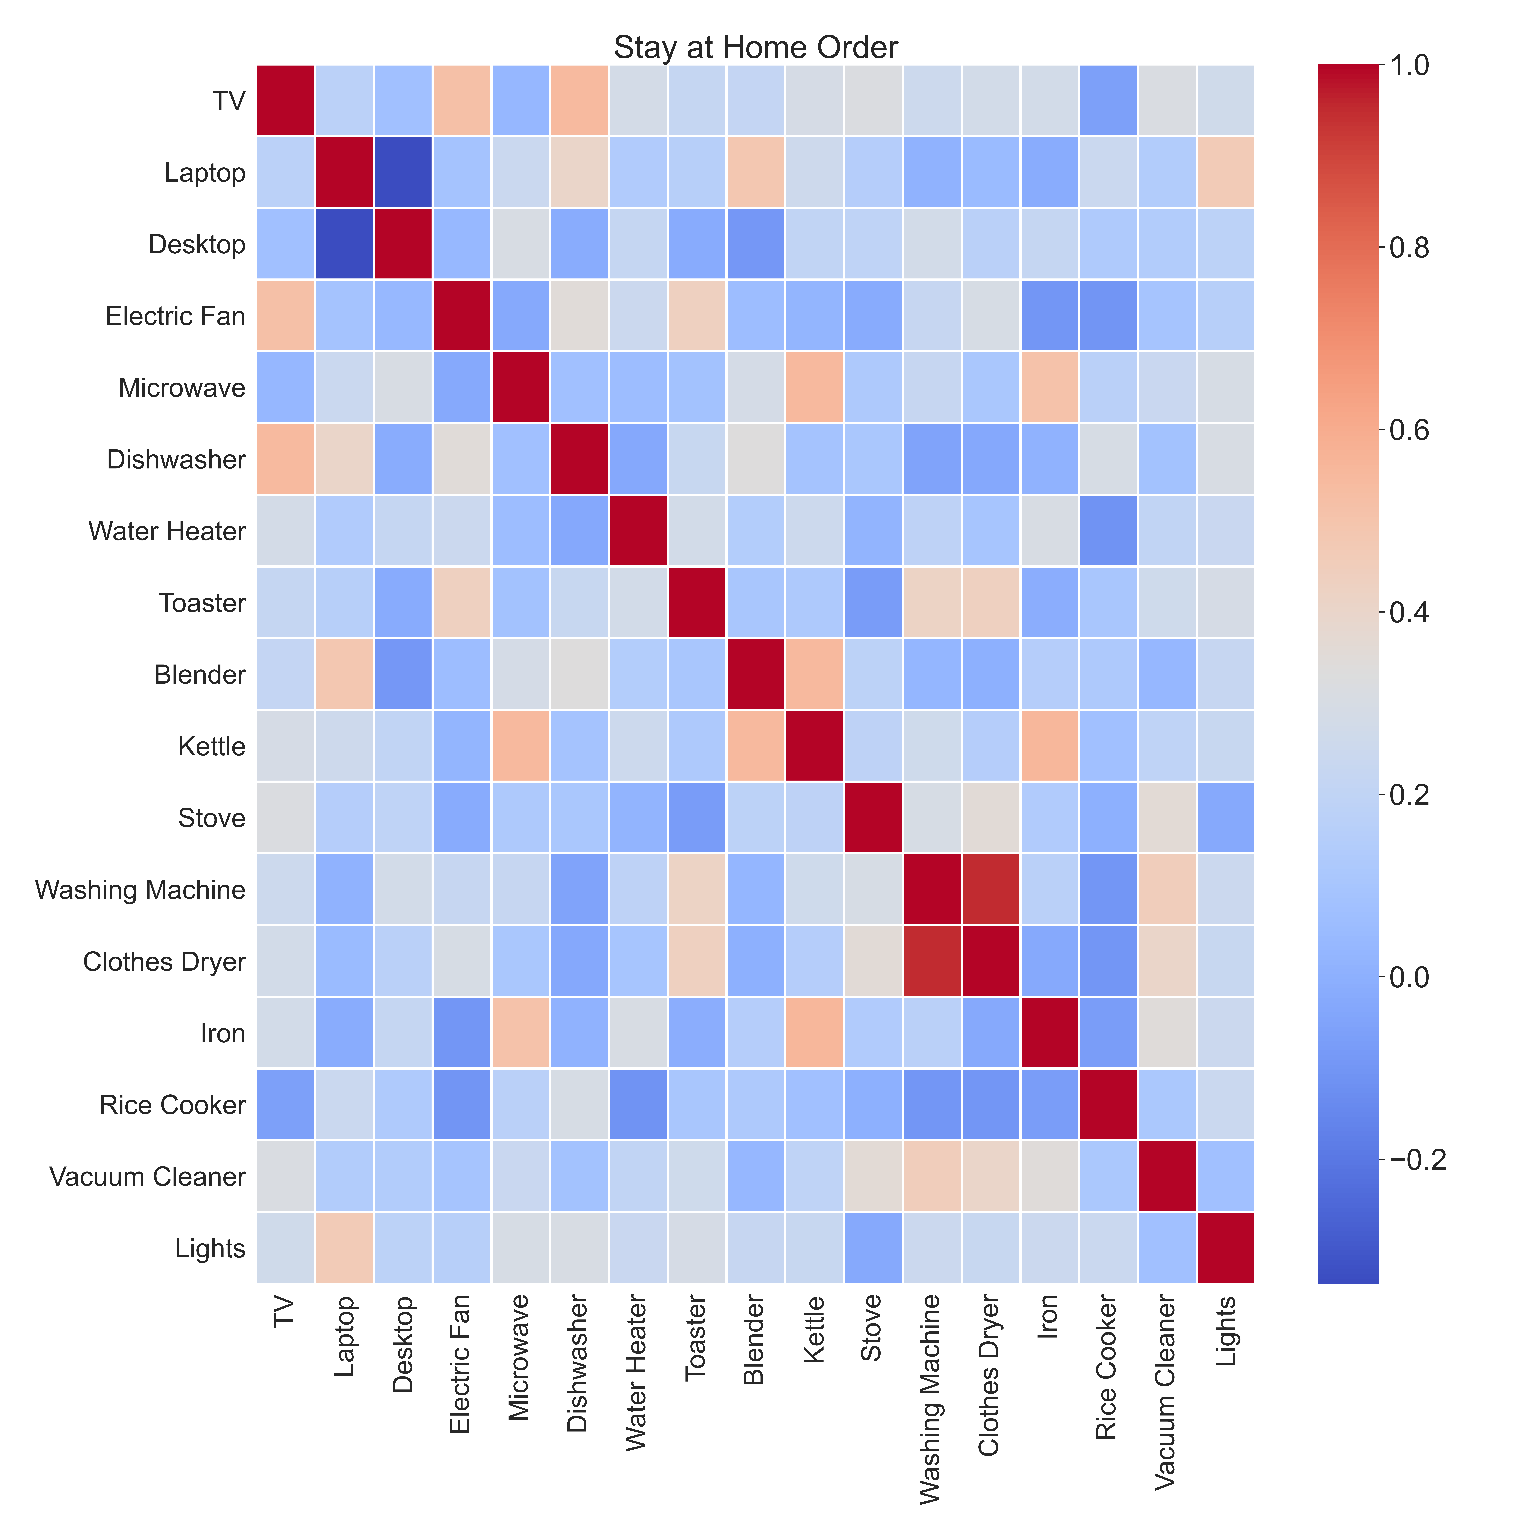 Stay at Home Order
TV
Laptop
Desktop
Electric Fan
Microwave
Dishwasher
Water Heater
Toaster
Blender
Kettle
Stove
Washing Machine
Clothes Dryer
Iron
Rice Cooker
Vacuum Cleaner
Lights
TV
Laptop
Desktop
Electric Fan
Microwave
Dishwasher
Water Heater
Toaster
Blender
Kettle
Stove
Washing Machine
Clothes Dryer
Iron
Rice Cooker
Vacuum Cleaner
Lights
1.0
0.8
0.6
0.4
0.2
0.0
−0.2